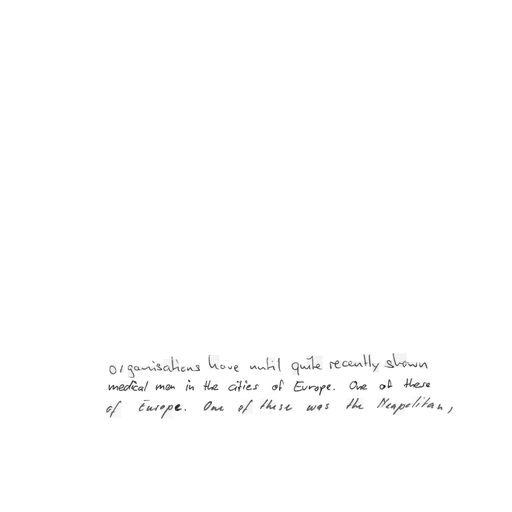 organisations have until quite recently shown
medical men in the cities of Europe. One of these
of Europe. One of these was the Neapolitan,